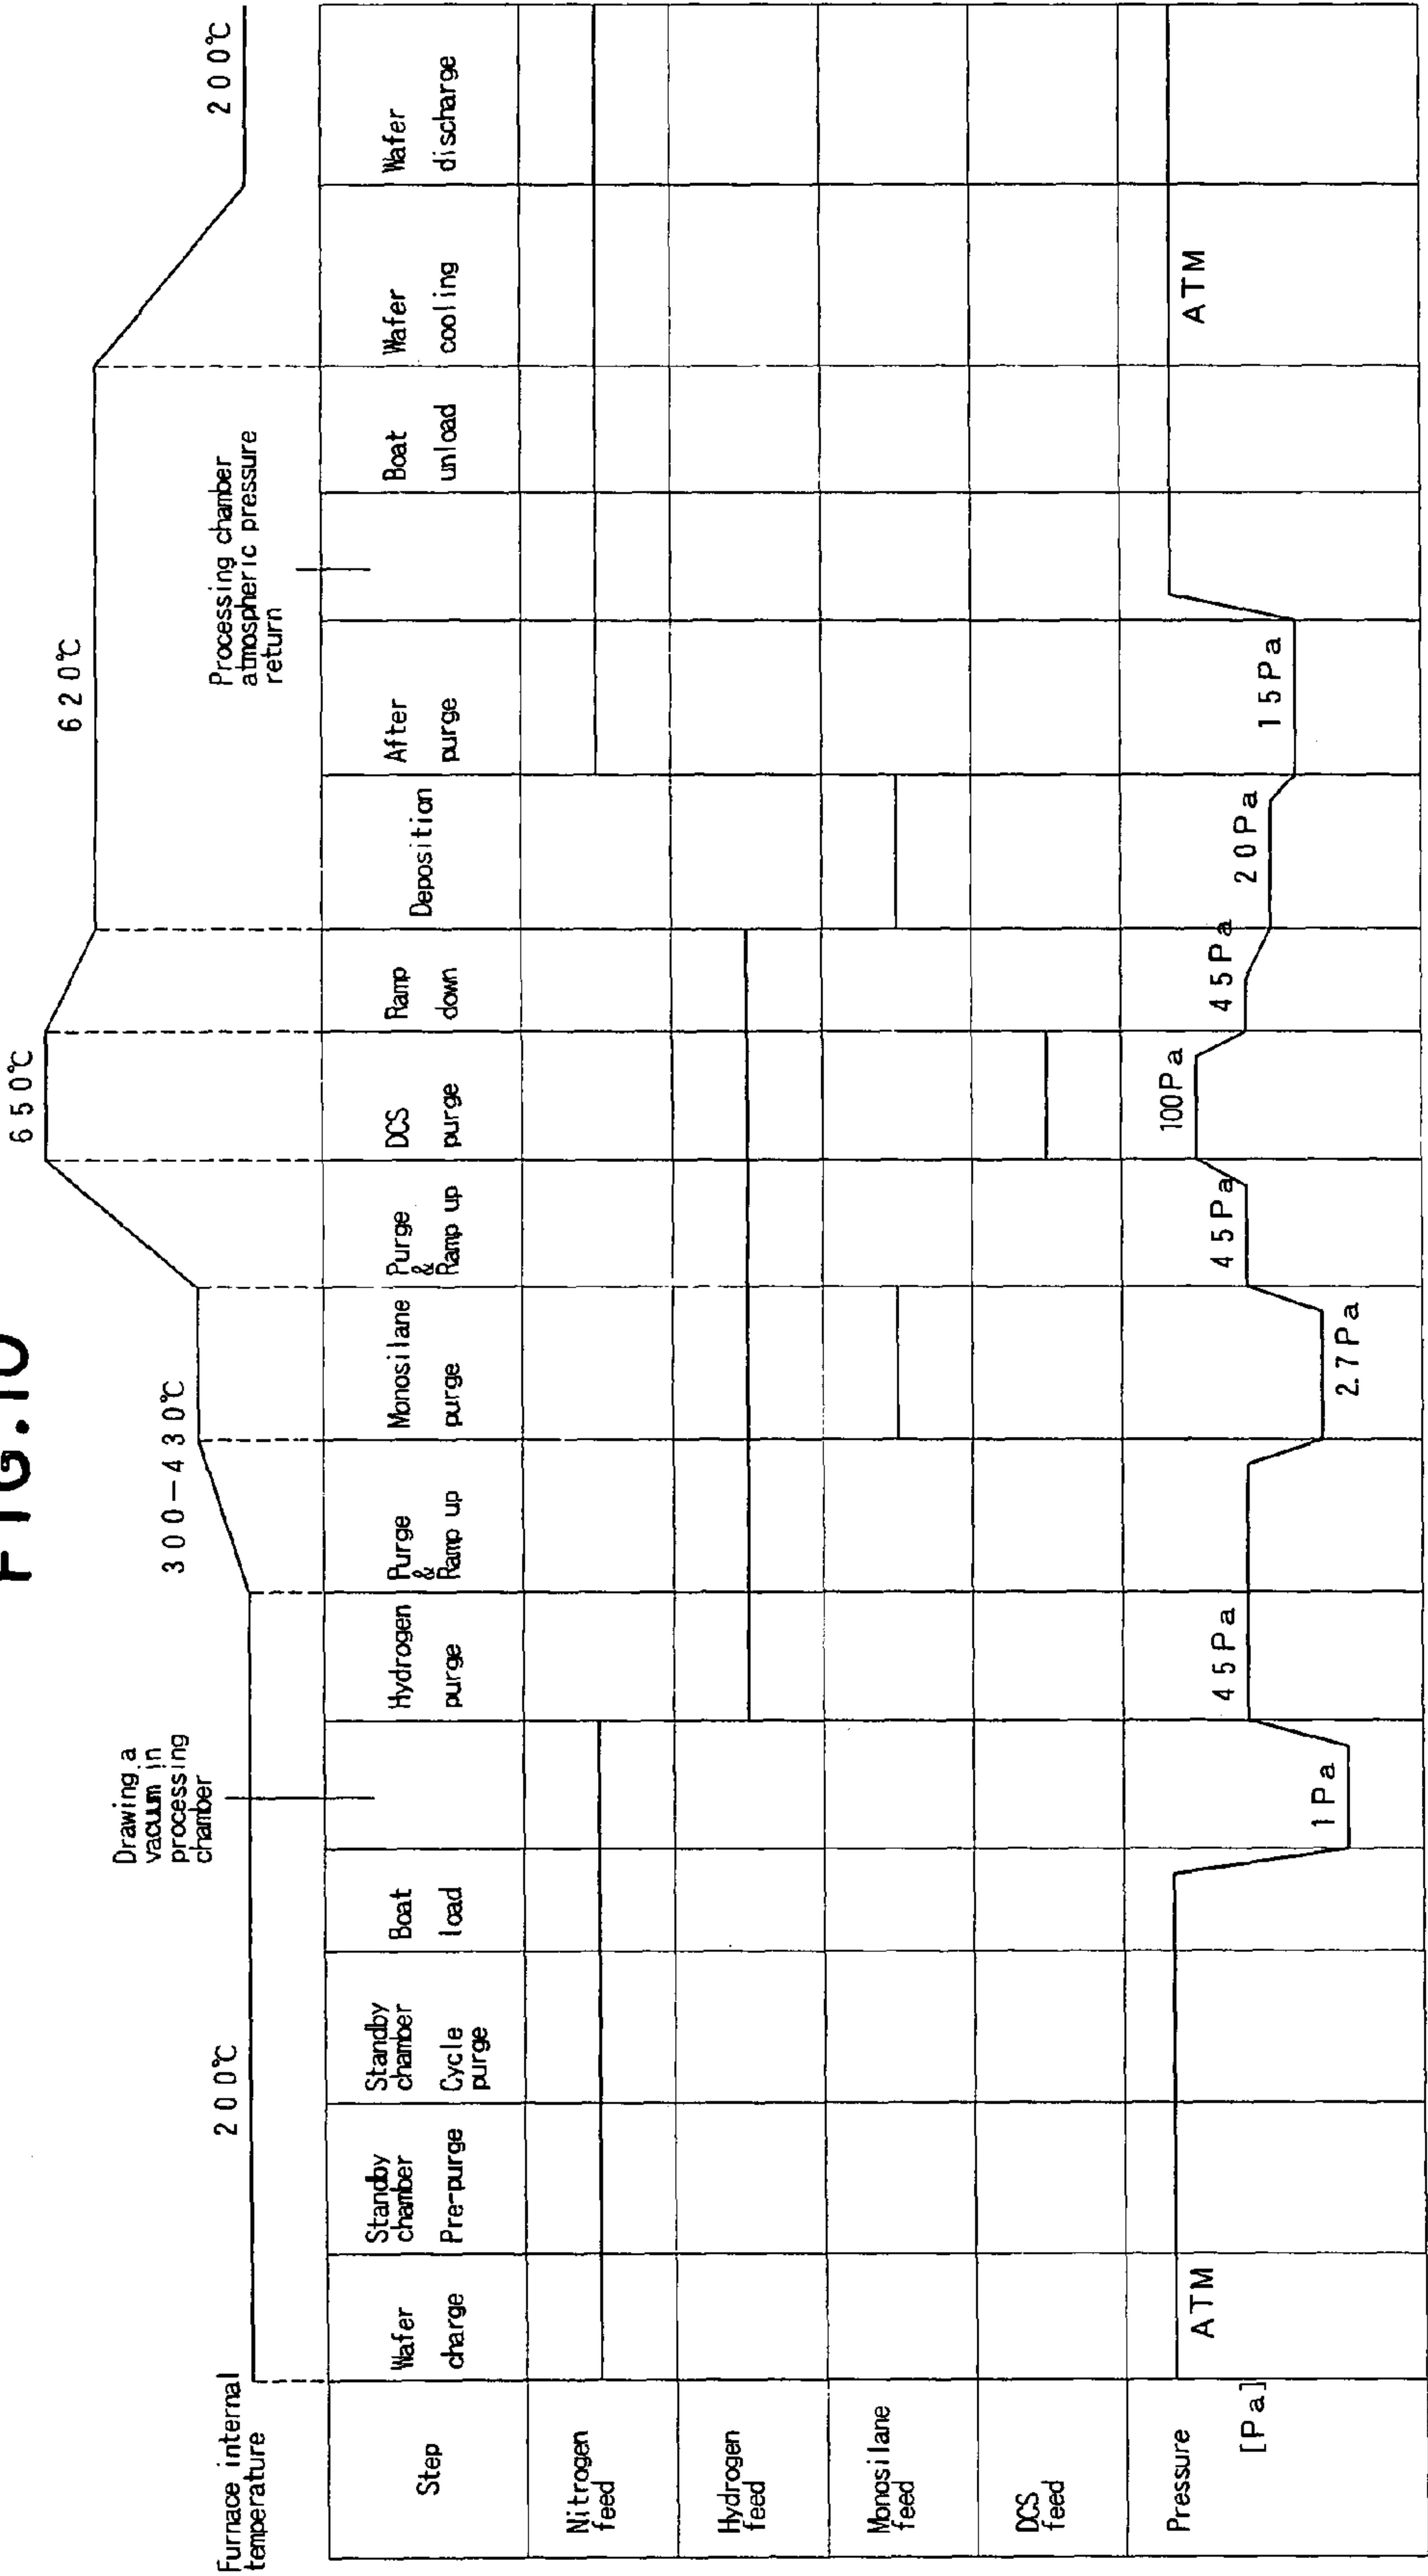 FIG.10
650℃
620℃
300-430℃
200℃
200℃
Furnace internal
temperature
Drawing a
vacuum in
processing
chamber
Processing chamber
atmospheric pressure
return
Step
Wafer
charge
Standby
chamber
Pre-purge
Standby
chamber
Cycle
purge
Boat
load
Hydrogen
purge
Purge
&
Ramp up
Monosilane
purge
Purge
&
Ramp up
DCS
purge
Ramp
down
Deposition
After
purge
Boat
unload
Wafer
cooling
Wafer
discharge
Nitrogen
feed
Hydrogen
feed
Monosilane
feed
DCS
feed
Pressure
[Pa]
ATM
1Pa
45Pa
2.7Pa
45Pa
100Pa
45Pa
20Pa
15Pa
ATM